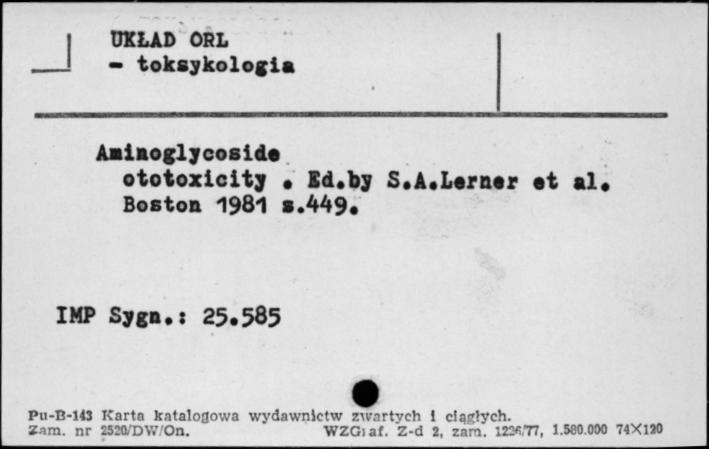 UKŁAD ORL
- toksykologia
Aminoglycoside
ototoxicity . Ed.by S.A.Lerner et al.
Boston 1981 s.449.
IMP Sygn.: 25.585
Pu-B-143 Karta katalogowa wydawnictw zwartych i ciągłych.
Zam. nr 2520/DW/On. WZGraf. Z-d 2, zam. 1226/77, 1.580.000 74X120